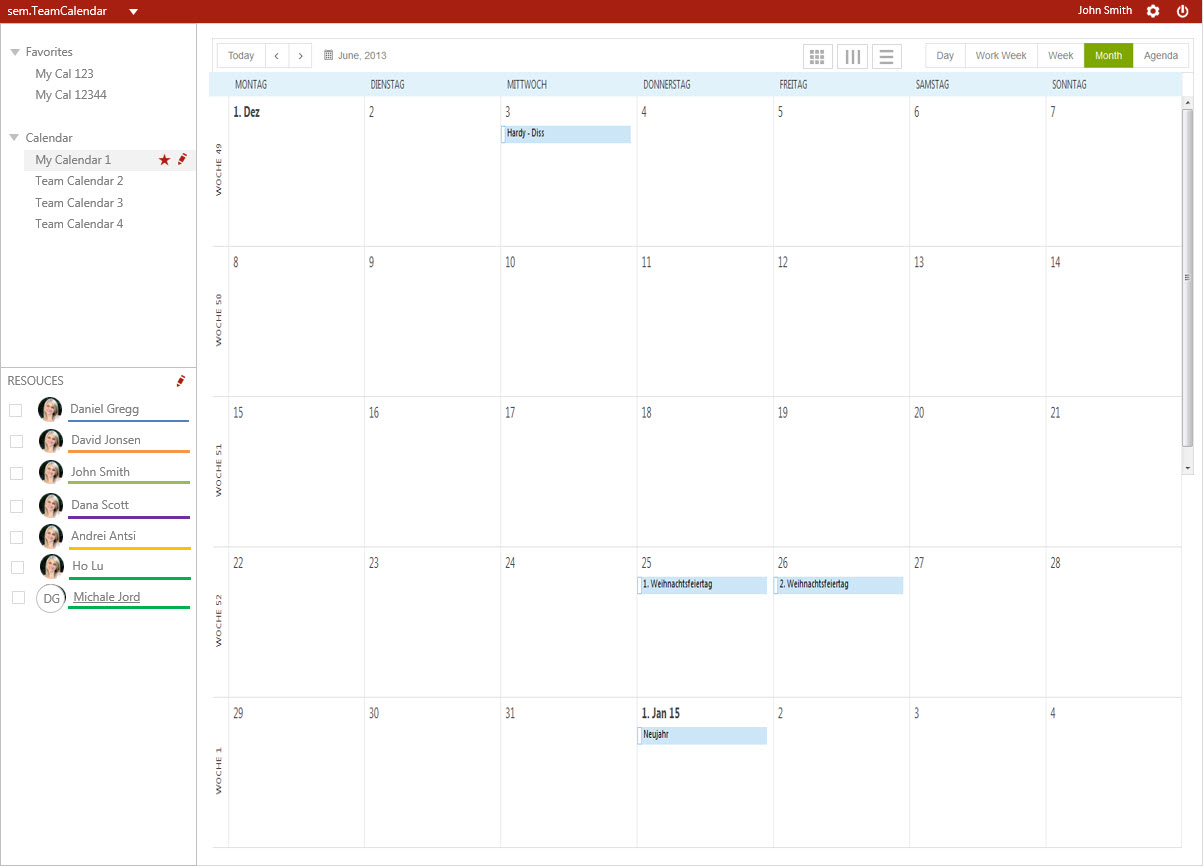 sem.TeamCalendar John Smith
Favorites
My Cal 123
My Cal 12344
Calendar
My Calendar 1
Team Calendar 2
Team Calendar 3
Team Calendar 4
RESOUCES
Daniel Gregg
David Jonsen
John Smith
Dana Scott
Andrei Antsi
Ho Lu
DG Michale Jord
Today < > June, 2013 Day Work Week Week Month Agenda
MONTAG DIENSTAG MITTWOCH DONNERSTAG FREITAG SAMSTAG SONNTAG
WOCHE 49
1. Dez 2 3 4 5 6 7
Hardy - Diss
WOCHE 50
8 9 10 11 12 13 14
WOCHE 51
15 16 17 18 19 20 21
WOCHE 52
22 23 24 25 26 27 28
1. Weihnachtsfeiertag 2. Weihnachtsfeiertag
WOCHE 1
29 30 31 1. Jan 15 2 3 4
Neujahr